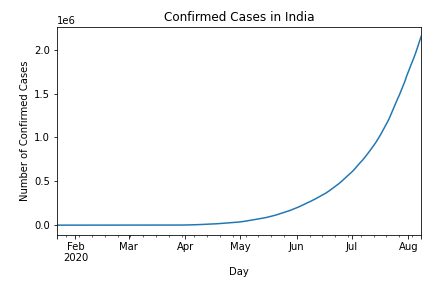 Confirmed Cases in India
1e6
2.0
1.5
1.0
0.5
0.0
Number of Confirmed Cases
Feb Mar Apr May Jun Jul Aug
2020
Day